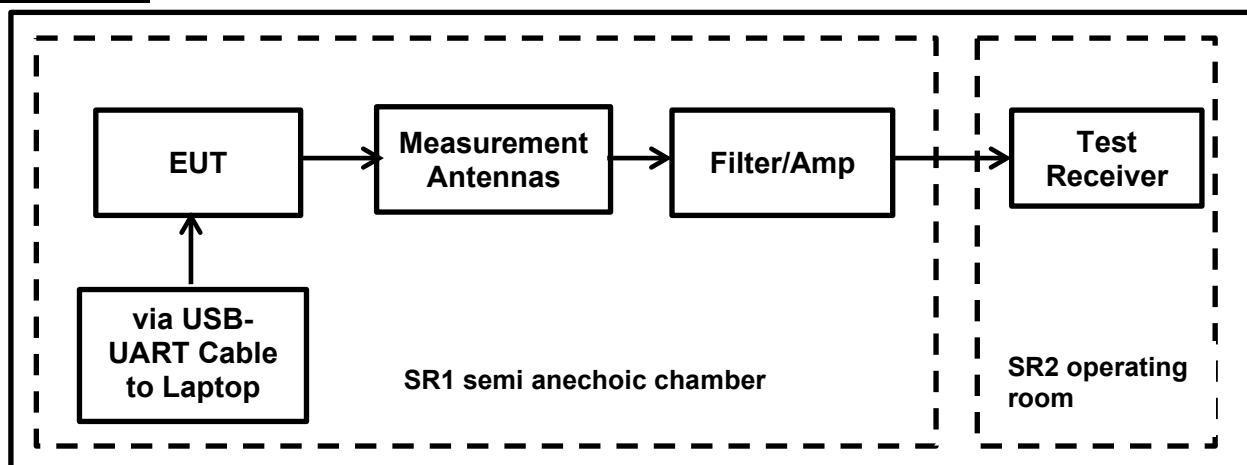 EUT
Measurement
Antennas
Filter/Amp
Test
Receiver
via USB-
UART Cable
to Laptop
SR1 semi anechoic chamber
SR2 operating
room